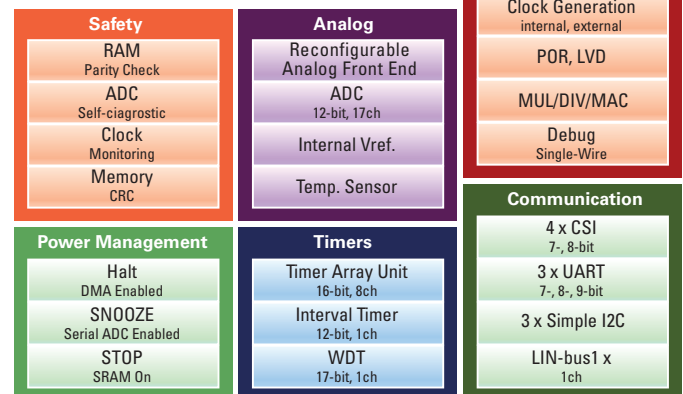 Safety
RAM
Parity Check
ADC
Self-ciagrostic
Clock
Monitoring
Memory
CRC
Analog
Reconfigurable
Analog Front End
ADC
12-bit, 17ch
Internal Vref.
Temp. Sensor
Clock Generation
internal, external
POR, LVD
MUL/DIV/MAC
Debug
Single-Wire
Power Management
Halt
DMA Enabled
SNOOZE
Serial ADC Enabled
STOP
SRAM On
Timers
Timer Array Unit
16-bit, 8ch
Interval Timer
12-bit, 1ch
WDT
17-bit, 1ch
Communication
4 x CSI
7-, 8-bit
3 x UART
7-, 8-, 9-bit
3 x Simple I2C
LIN-bus1 x
1ch